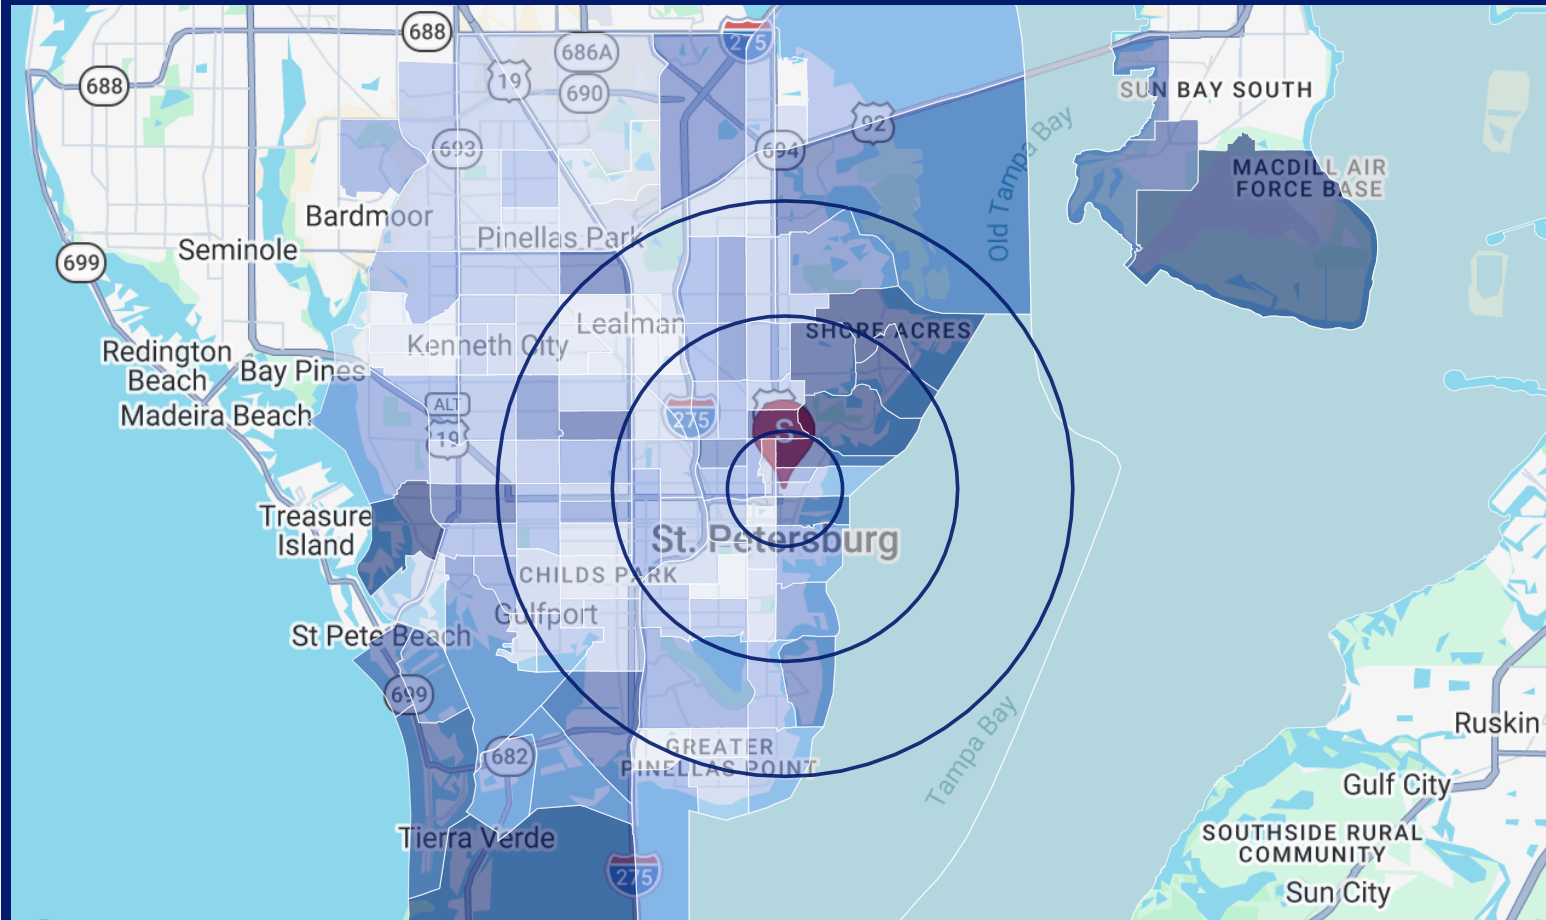 688
686A
275
19
688
690
SUN BAY SOUTH
92
693
694
MACDILL AIR
FORCE BASE
Old Tampa Bay
Bardmoor
Pinellas Park
Seminole
699
Lealman
SHORE ACRES
Kenneth City
Redington
Beach
Bay Pines
ALT
19
Madeira Beach
275
S
Treasure
Island
St. Petersburg
CHILDS PARK
Gulfport
St Pete Beach
699
Ruskin
GREATER
PINELLAS POINT
682
Tampa Bay
Gulf City
Tierra Verde
SOUTHSIDE RURAL
COMMUNITY
275
Sun City